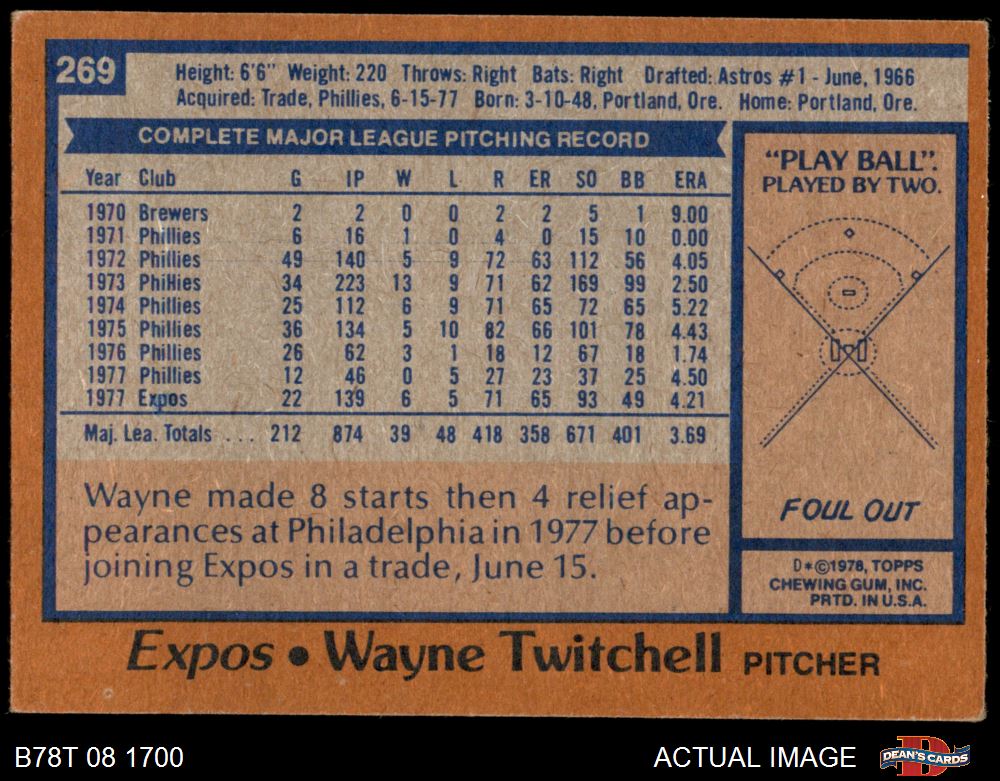 269
Height: 6'6" Weight: 220 Throws: Right Bats: Right Drafted: Astros #1 - June, 1966
Acquired: Trade, Phillies, 6-15-77 Born: 3-10-48, Portland, Ore. Home: Portland, Ore.
COMPLETE MAJOR LEAGUE PITCHING RECORD
Year Club G IP W L R ER SO BB ERA
1970 Brewers 2 2 0 0 2 2 5 1 9.00
1971 Phillies 6 16 1 0 4 0 15 10 0.00
1972 Phillies 49 140 5 9 72 63 112 56 4.05
1973 Phillies 34 223 13 9 71 62 169 99 2.50
1974 Phillies 25 112 6 9 71 65 72 65 5.22
1975 Phillies 36 134 5 10 82 66 101 78 4.43
1976 Phillies 26 62 3 1 18 12 67 18 1.74
1977 Phillies 12 46 0 5 27 23 37 25 4.50
1977 Expos 22 139 6 5 71 65 93 49 4.21
Maj. Lea. Totals ... 212 874 39 48 418 358 671 401 3.69
Wayne made 8 starts then 4 relief ap-
pearances at Philadelphia in 1977 before
joining Expos in a trade, June 15.
"PLAY BALL".
PLAYED BY TWO.
FOUL OUT
D*©1978, TOPPS
CHEWING GUM, INC.
PRTD. IN U.S.A.
Expos • Wayne Twitchell PITCHER
B78T 08 1700 ACTUAL IMAGE DEAN'S CARDS